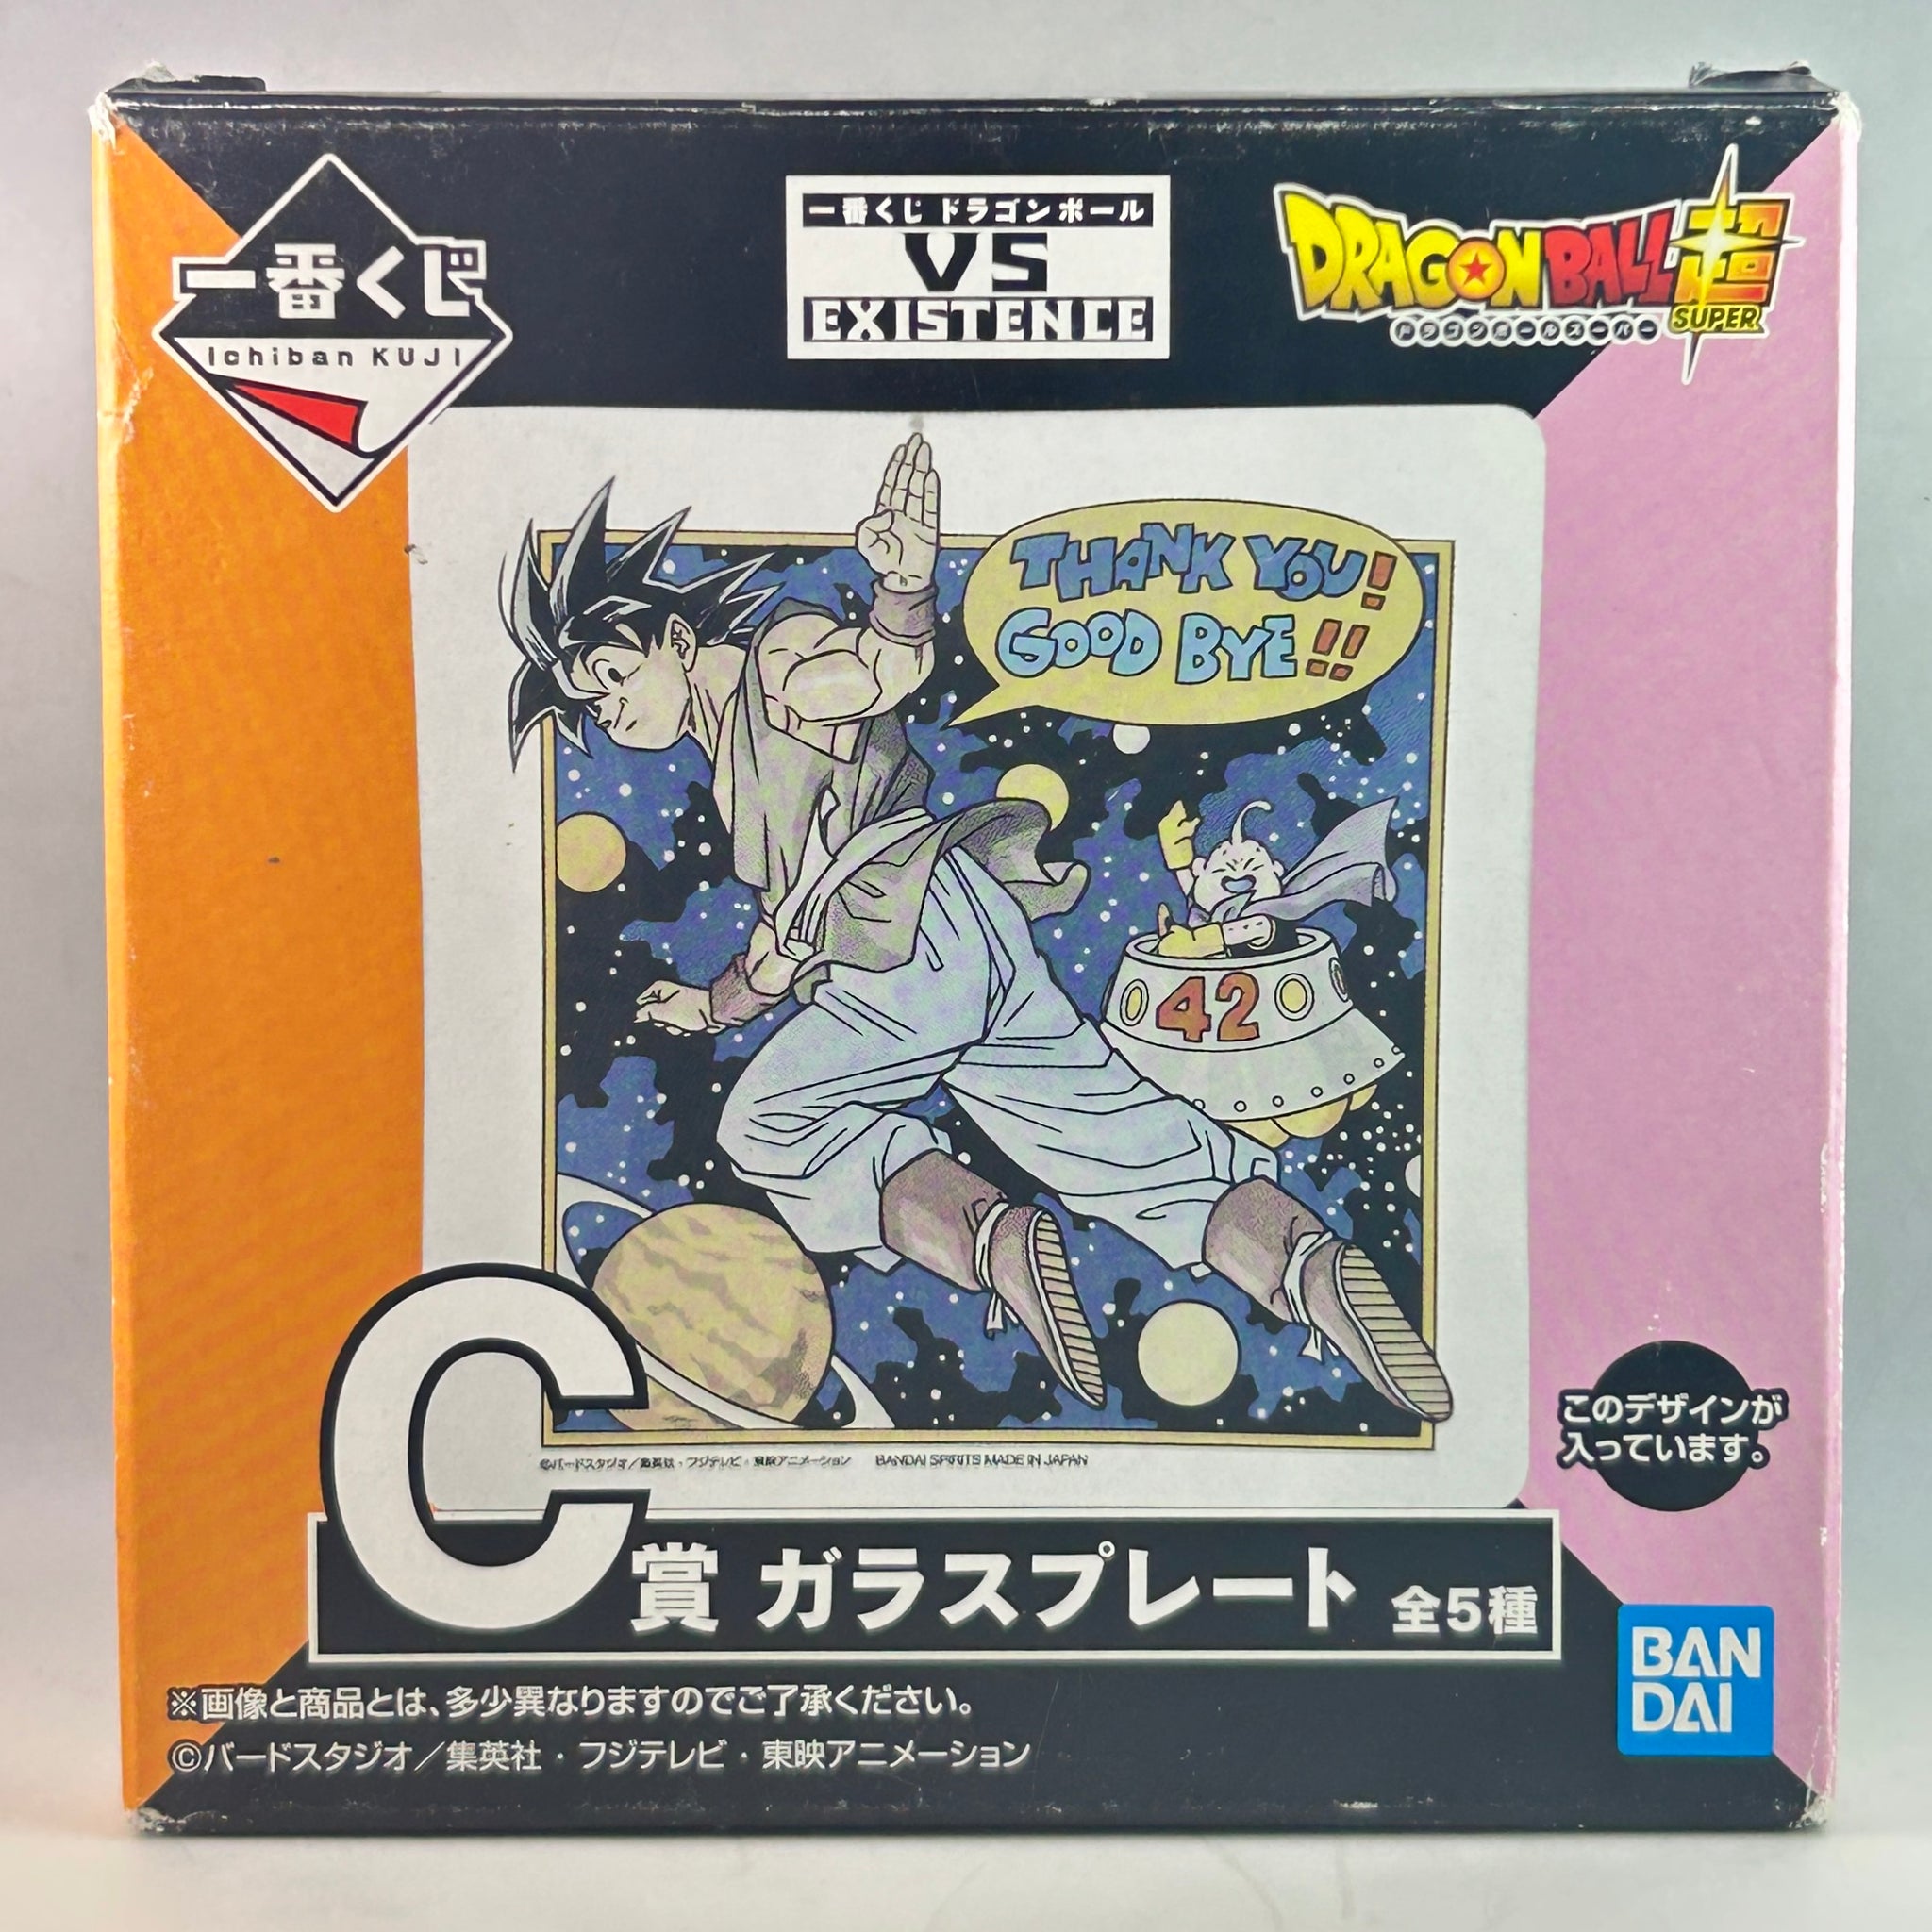 一番くじ
Ichiban KUJI
一番くじ ドラゴンボール
VS
EXISTENCE
DRAGON BALL超
SUPER
ドラゴンボールスーパー
THANK YOU!
GOOD BYE!!
42
©バードスタジオ／集英社・フジテレビ・東映アニメーション BANDAI SPIRITS MADE IN JAPAN
このデザインが
入っています。
C賞 ガラスプレート 全5種
BAN
DAI
※画像と商品とは、多少異なりますのでご了承ください。
©バードスタジオ／集英社・フジテレビ・東映アニメーション